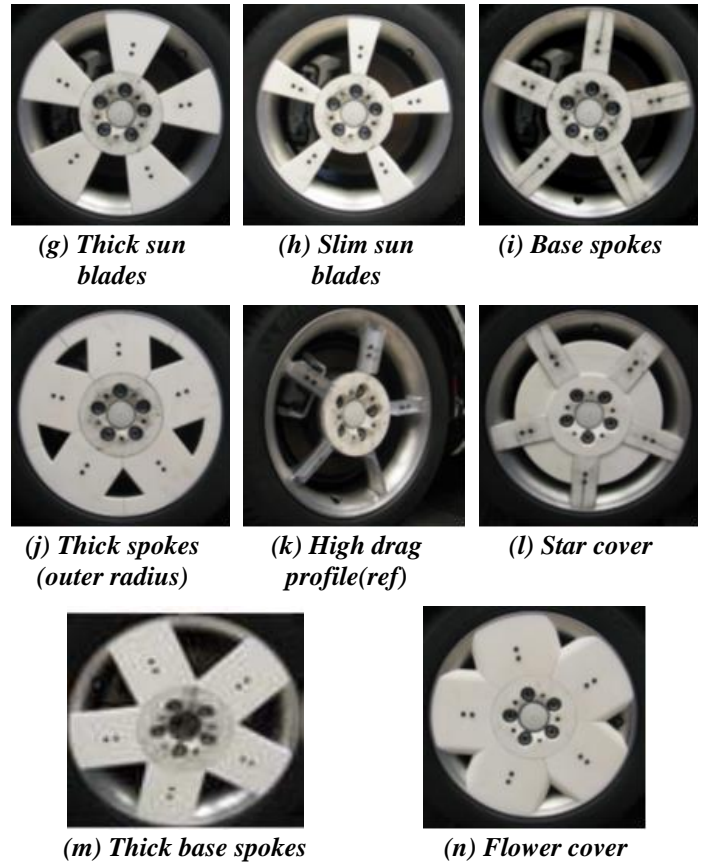 (g) Thick sun
blades
(h) Slim sun
blades
(i) Base spokes
(j) Thick spokes
(outer radius)
(k) High drag
profile(ref)
(l) Star cover
(m) Thick base spokes
(n) Flower cover